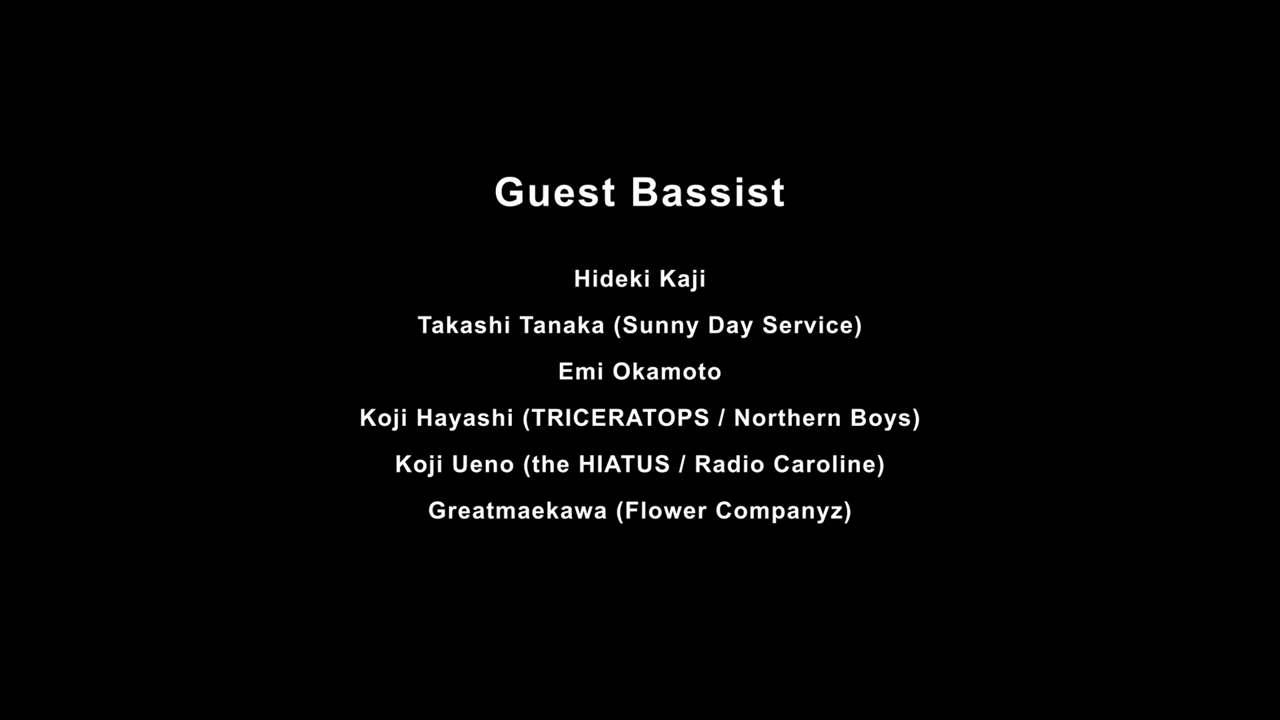 Guest Bassist
Hideki Kaji
Takashi Tanaka (Sunny Day Service)
Emi Okamoto
Koji Hayashi (TRICERATOPS / Northern Boys)
Koji Ueno (the HIATUS / Radio Caroline)
Greatmaekawa (Flower Companyz)